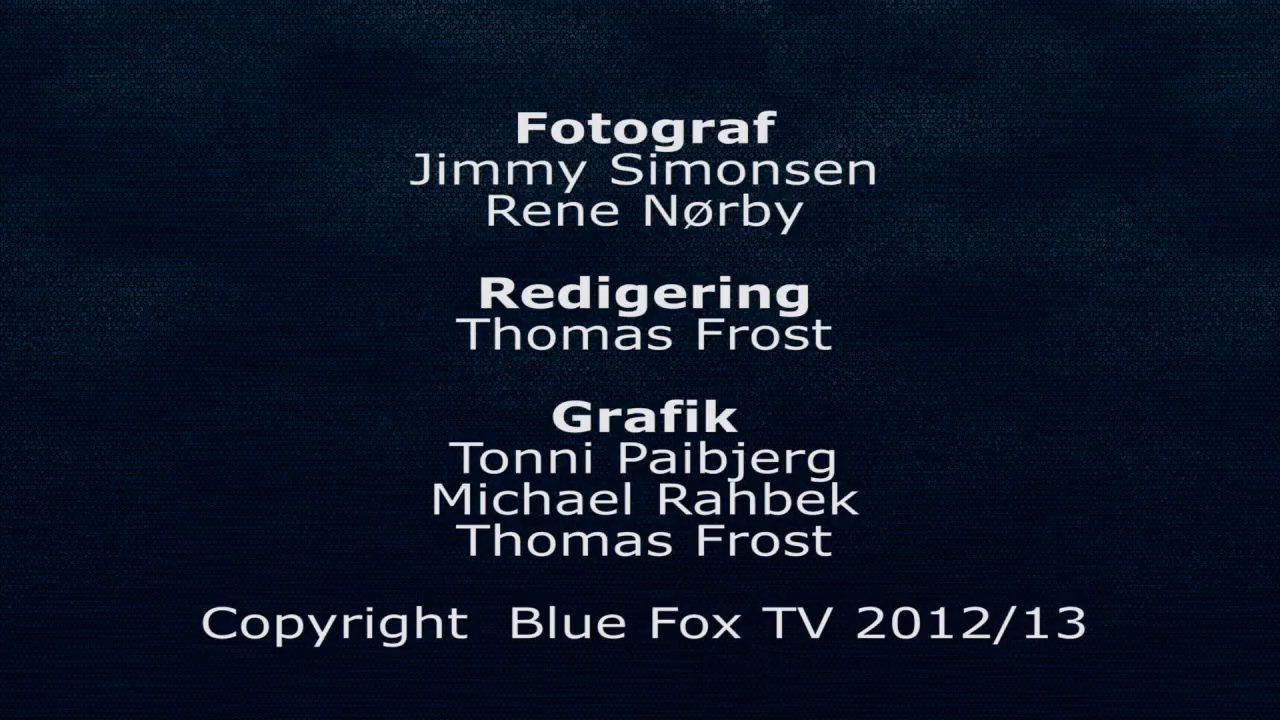 Fotograf
Jimmy Simonsen
Rene Nørby
Redigering
Thomas Frost
Grafik
Tonni Paibjerg
Michael Rahbek
Thomas Frost
Copyright  Blue Fox TV 2012/13